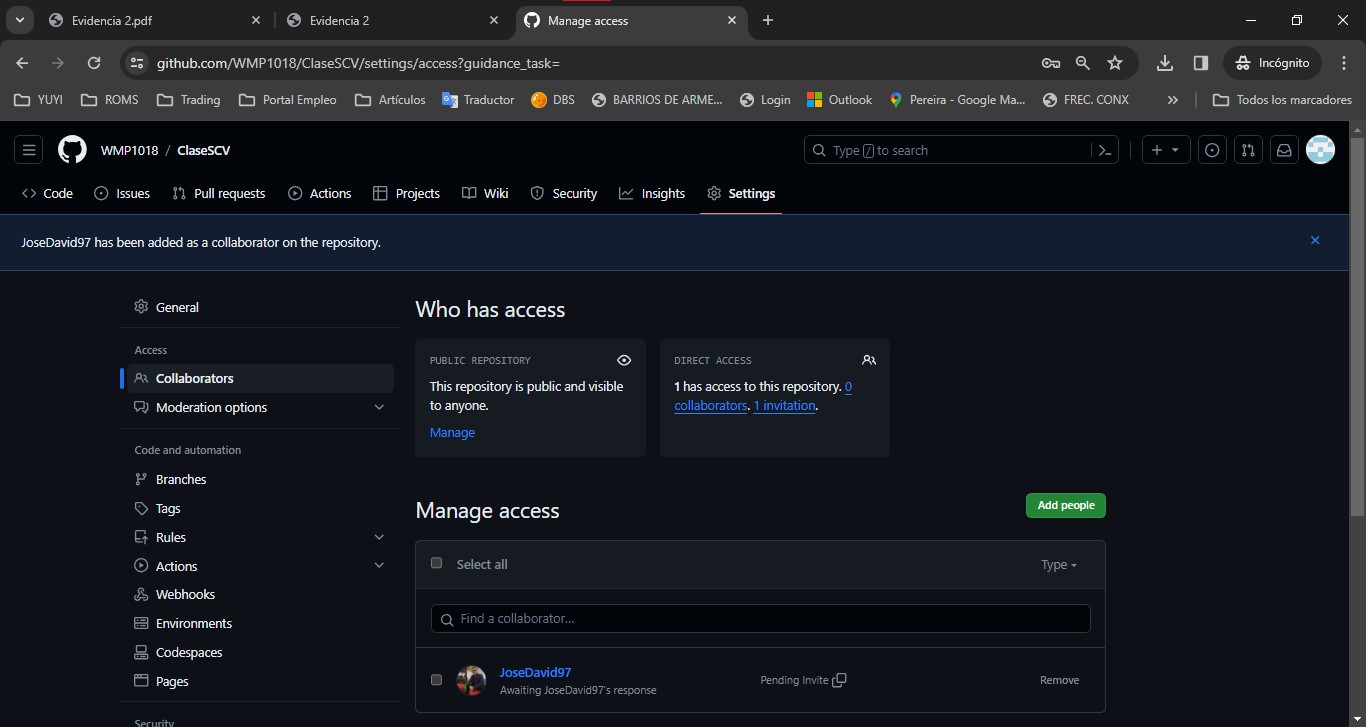 Evidencia 2.pdf
Evidencia 2
Manage access
github.com/WMP1018/ClaseSCV/settings/access?guidance_task=
Incógnito
YUYI
ROMS
Trading
Portal Empleo
Artículos
Traductor
DBS
BARRIOS DE ARME...
Login
Outlook
Pereira - Google Ma...
FREC. CONX
»
Todos los marcadores
WMP1018 / ClaseSCV
Type / to search
Code
Issues
Pull requests
Actions
Projects
Wiki
Security
Insights
Settings
JoseDavid97 has been added as a collaborator on the repository.
General
Access
Collaborators
Moderation options
Code and automation
Branches
Tags
Rules
Actions
Webhooks
Environments
Codespaces
Pages
Security
Who has access
PUBLIC REPOSITORY
This repository is public and visible
to anyone.
Manage
DIRECT ACCESS
1 has access to this repository. 0
collaborators. 1 invitation.
Manage access
Add people
Select all
Type
Find a collaborator...
JoseDavid97
Awaiting JoseDavid97's response
Pending Invite
Remove